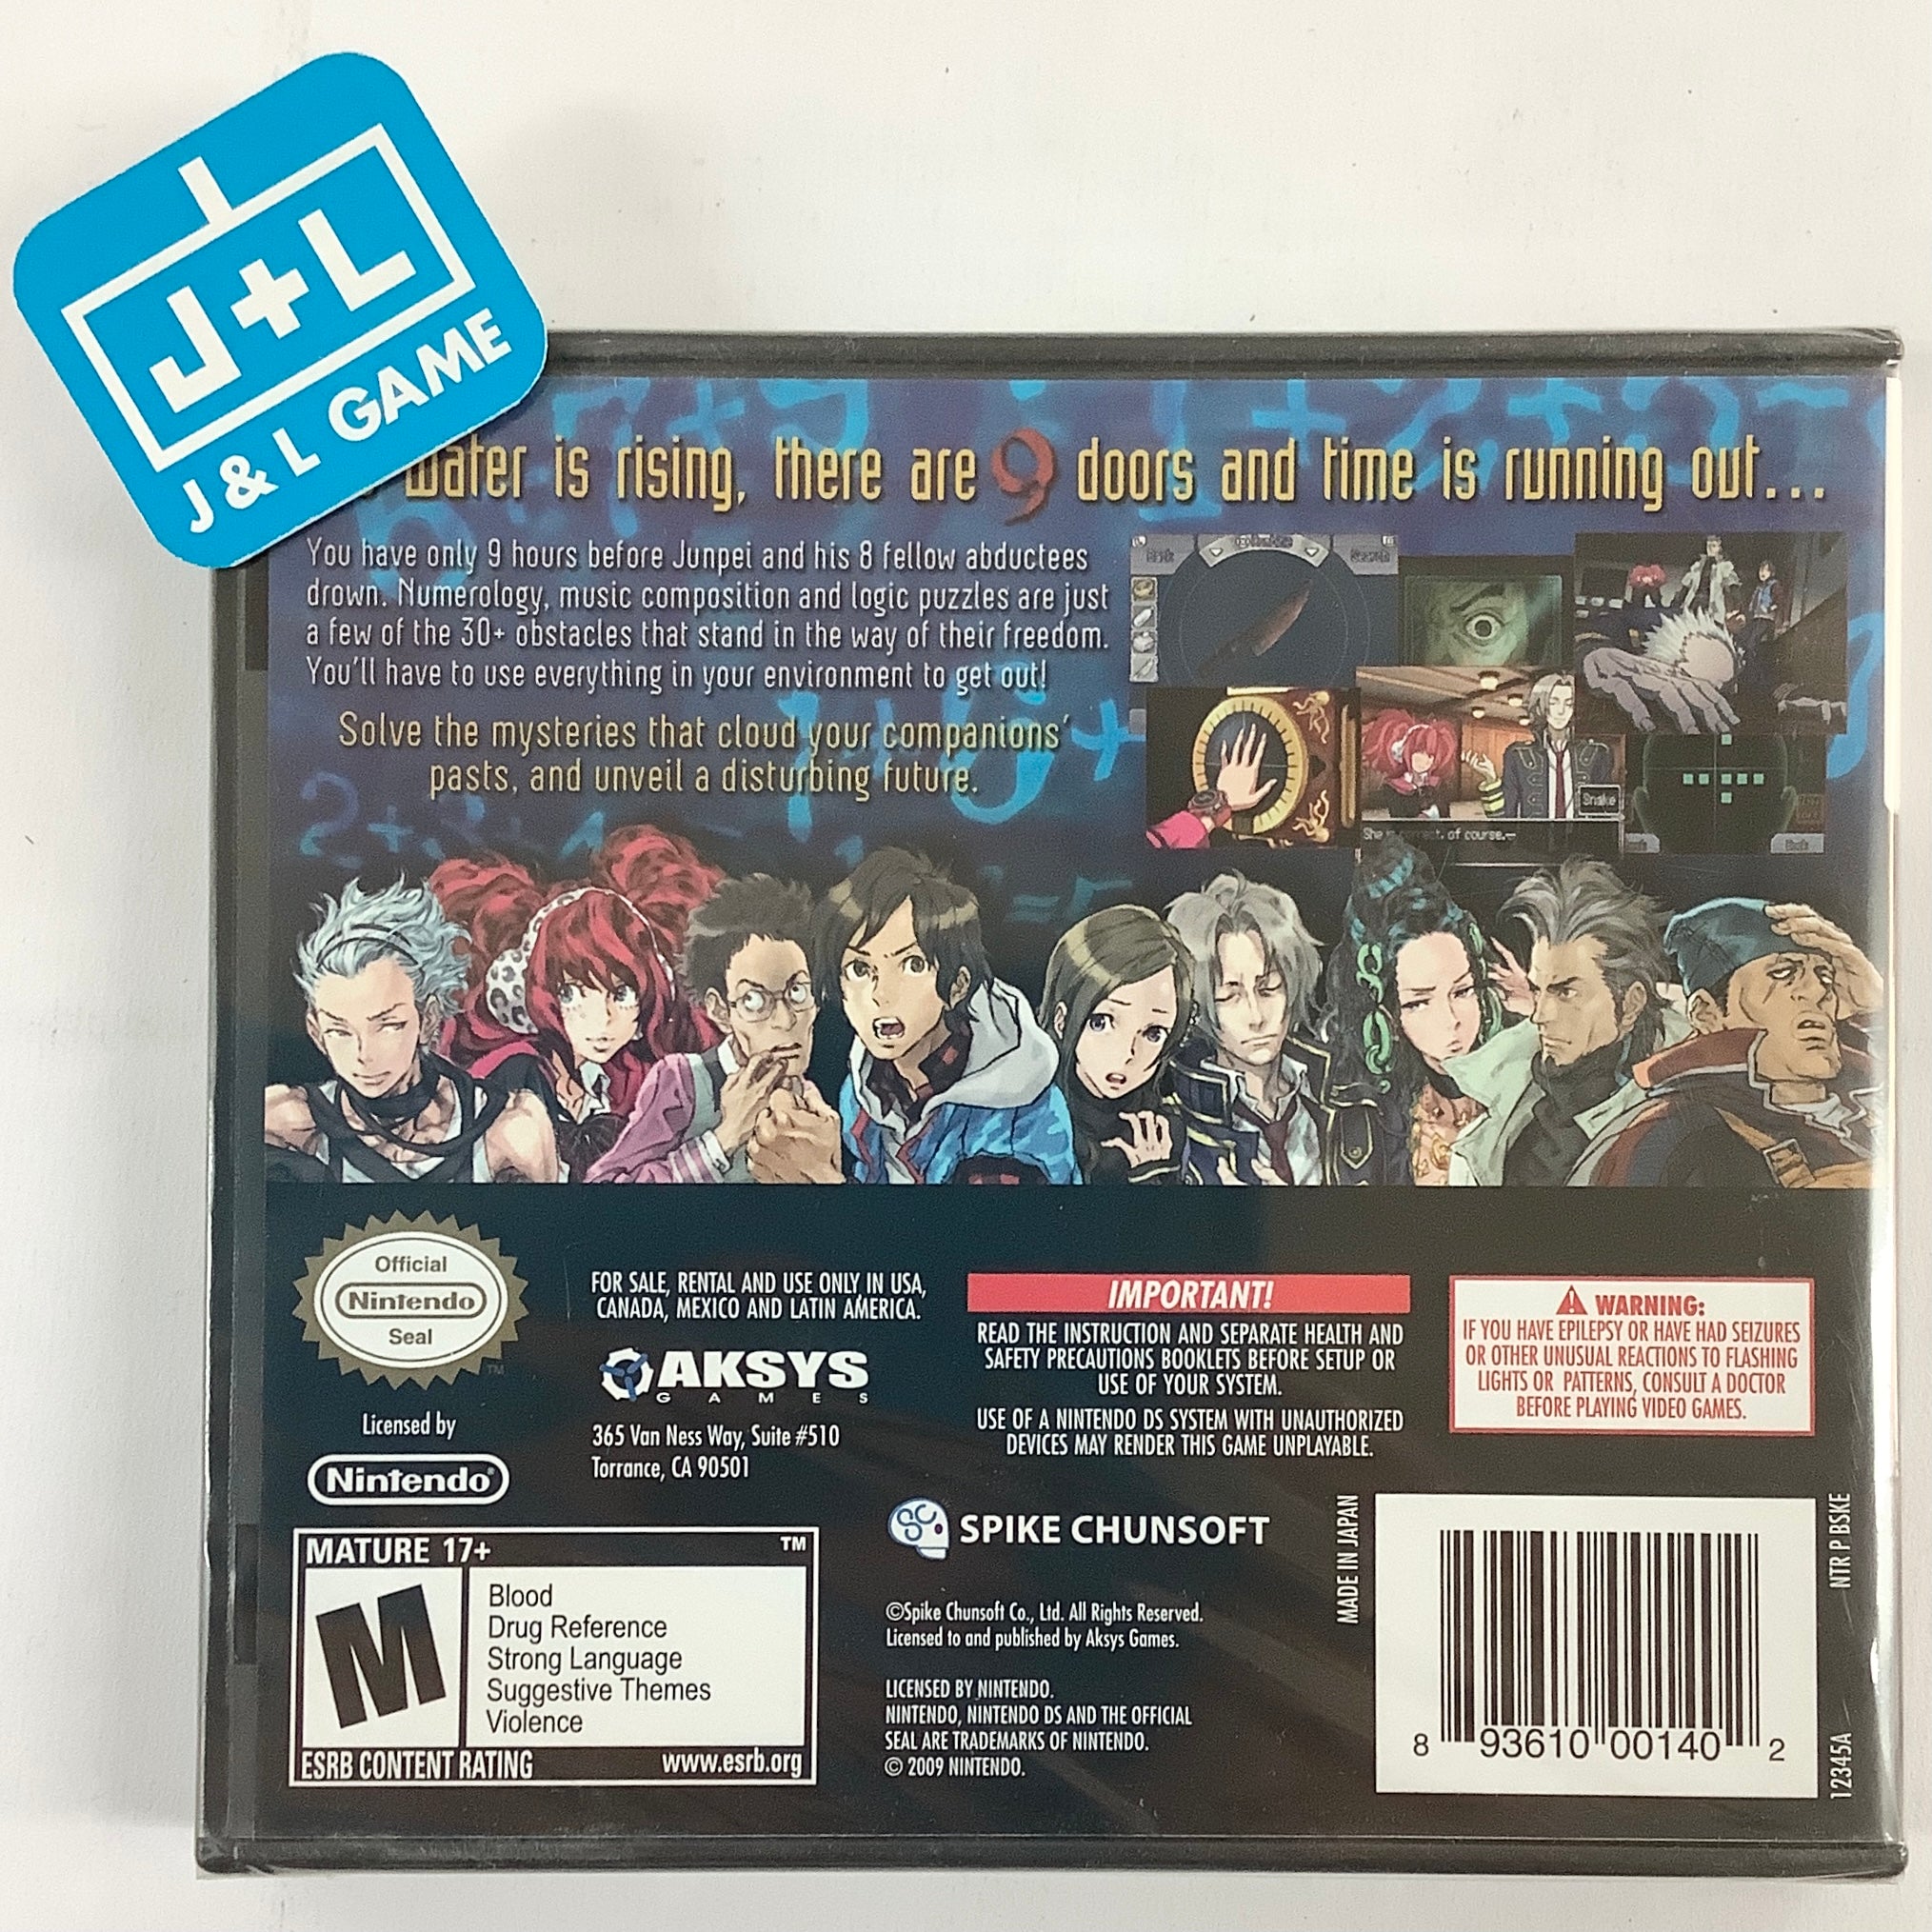 J+L
J & L GAME
water is rising, there are 9 doors and time is running out...
You have only 9 hours before Junpei and his 8 fellow abductees
drown. Numerology, music composition and logic puzzles are just
a few of the 30+ obstacles that stand in the way of their freedom.
You'll have to use everything in your environment to get out!
Solve the mysteries that cloud your companions'
pasts, and unveil a disturbing future.
Snake
She is correct, of course.—
Official
Nintendo
Seal
TM
Licensed by
Nintendo®
FOR SALE, RENTAL AND USE ONLY IN USA,
CANADA, MEXICO AND LATIN AMERICA.
AKSYS
GAMES
365 Van Ness Way, Suite #510
Torrance, CA 90501
IMPORTANT!
READ THE INSTRUCTION AND SEPARATE HEALTH AND
SAFETY PRECAUTIONS BOOKLETS BEFORE SETUP OR
USE OF YOUR SYSTEM.
USE OF A NINTENDO DS SYSTEM WITH UNAUTHORIZED
DEVICES MAY RENDER THIS GAME UNPLAYABLE.
WARNING:
IF YOU HAVE EPILEPSY OR HAVE HAD SEIZURES
OR OTHER UNUSUAL REACTIONS TO FLASHING
LIGHTS OR PATTERNS, CONSULT A DOCTOR
BEFORE PLAYING VIDEO GAMES.
MATURE 17+ TM
M
Blood
Drug Reference
Strong Language
Suggestive Themes
Violence
ESRB CONTENT RATING www.esrb.org
SC
SPIKE CHUNSOFT
©Spike Chunsoft Co., Ltd. All Rights Reserved.
Licensed to and published by Aksys Games.
LICENSED BY NINTENDO.
NINTENDO, NINTENDO DS AND THE OFFICIAL
SEAL ARE TRADEMARKS OF NINTENDO.
© 2009 NINTENDO.
MADE IN JAPAN
8 93610 00140 2
NTR P BSKE
12345A